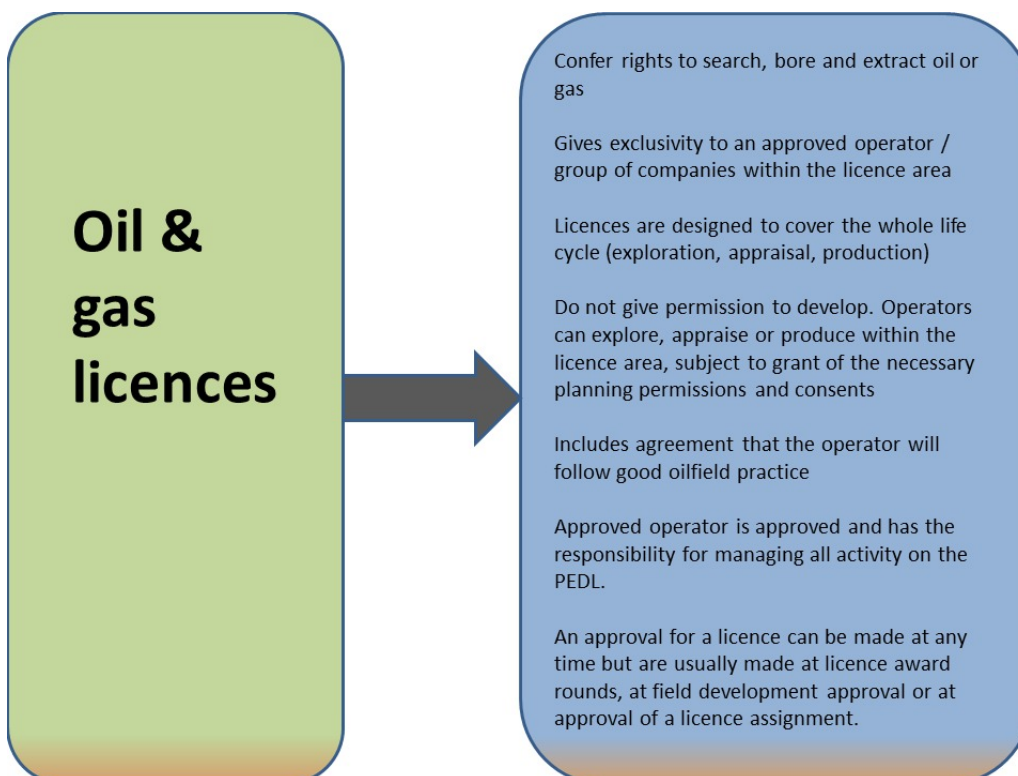 Oil &
gas
licences
Confer rights to search, bore and extract oil or
gas
Gives exclusivity to an approved operator /
group of companies within the licence area
Licences are designed to cover the whole life
cycle (exploration, appraisal, production)
Do not give permission to develop. Operators
can explore, appraise or produce within the
licence area, subject to grant of the necessary
planning permissions and consents
Includes agreement that the operator will
follow good oilfield practice
Approved operator is approved and has the
responsibility for managing all activity on the
PEDL.
An approval for a licence can be made at any
time but are usually made at licence award
rounds, at field development approval or at
approval of a licence assignment.